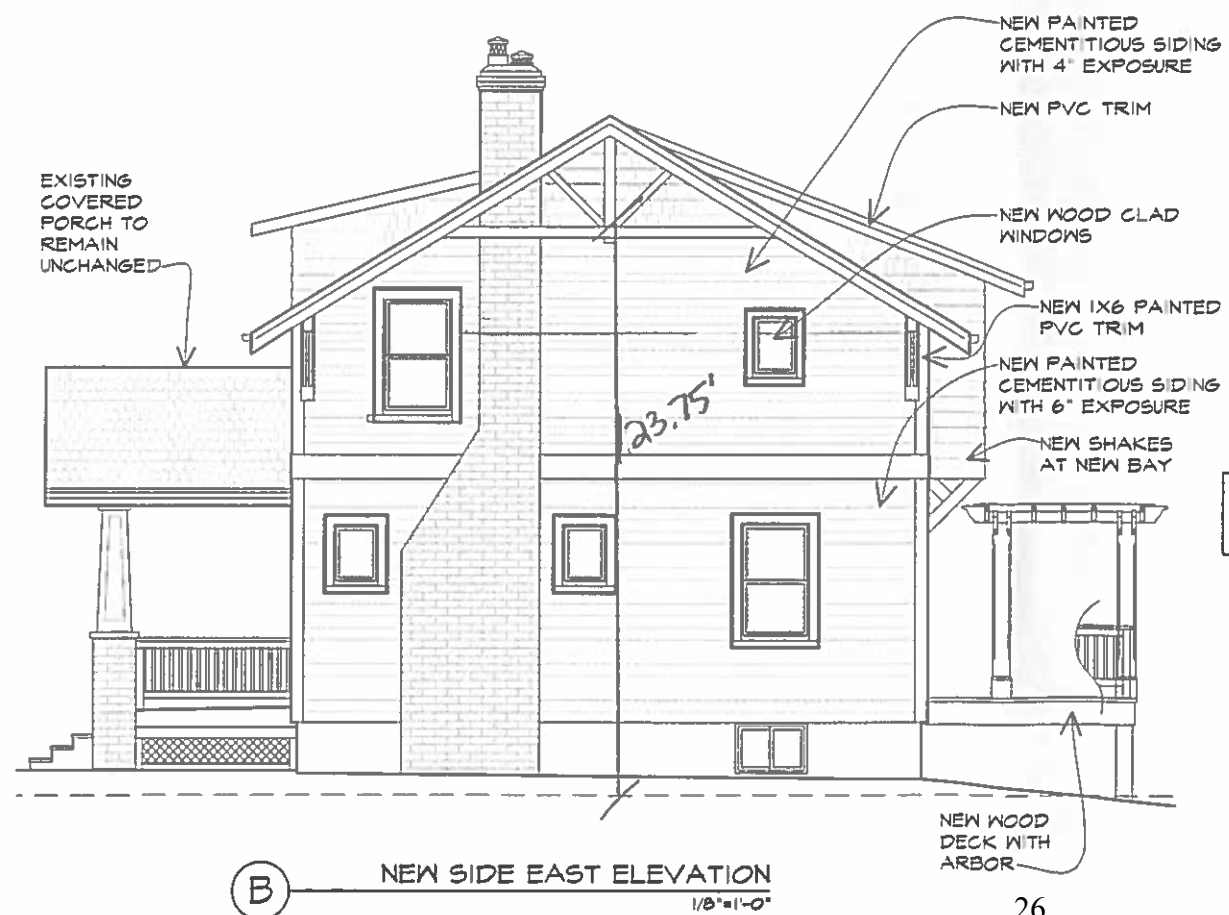 NEW PAINTED
CEMENTITIOUS SIDING
WITH 4" EXPOSURE
NEW PVC TRIM
EXISTING
COVERED
PORCH TO
REMAIN
UNCHANGED
NEW WOOD CLAD
WINDOWS
NEW 1X6 PAINTED
PVC TRIM
NEW PAINTED
CEMENTITIOUS SIDING
WITH 6" EXPOSURE
23.75'
NEW SHAKES
AT NEW BAY
NEW WOOD
DECK WITH
ARBOR
B
NEW SIDE EAST ELEVATION
1/8"=1'-0"
26